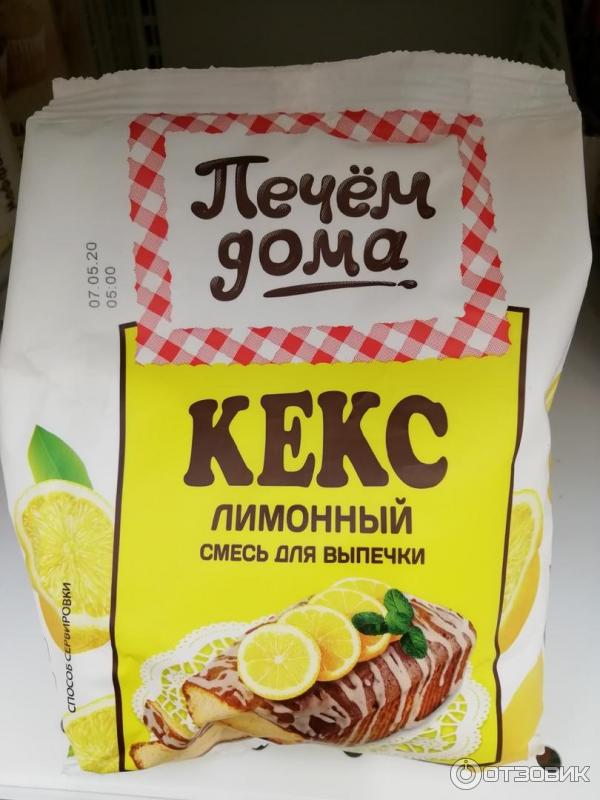 Печём
дома
07.05.20
05:00
КЕКС
ЛИМОННЫЙ
СМЕСЬ ДЛЯ ВЫПЕЧКИ
СПОСОБ СЕРВИРОВКИ
ОТЗОВИК